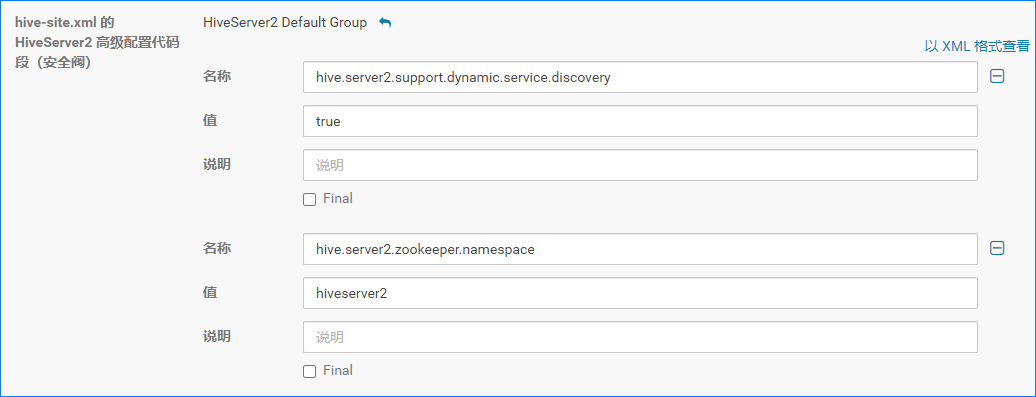 hive-site.xml 的
HiveServer2 高级配置代码
段（安全阀）
HiveServer2 Default Group
以 XML 格式查看
名称
hive.server2.support.dynamic.service.discovery
值
true
说明
说明
Final
名称
hive.server2.zookeeper.namespace
值
hiveserver2
说明
说明
Final